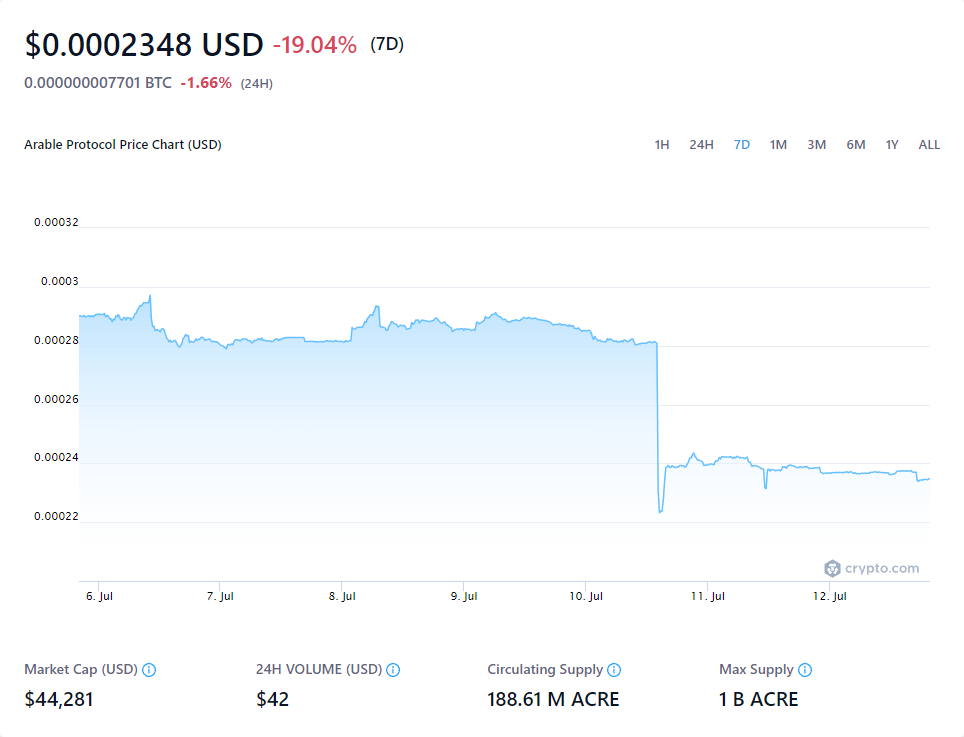 $0.0002348 USD -19.04% (7D)
0.000000007701 BTC -1.66% (24H)
Arable Protocol Price Chart (USD) 1H 24H 7D 1M 3M 6M 1Y ALL
0.00032
0.0003
0.00028
0.00026
0.00024
0.00022
crypto.com
6. Jul 7. Jul 8. Jul 9. Jul 10. Jul 11. Jul 12. Jul
Market Cap (USD) 24H VOLUME (USD) Circulating Supply Max Supply
$44,281 $42 188.61 M ACRE 1 B ACRE